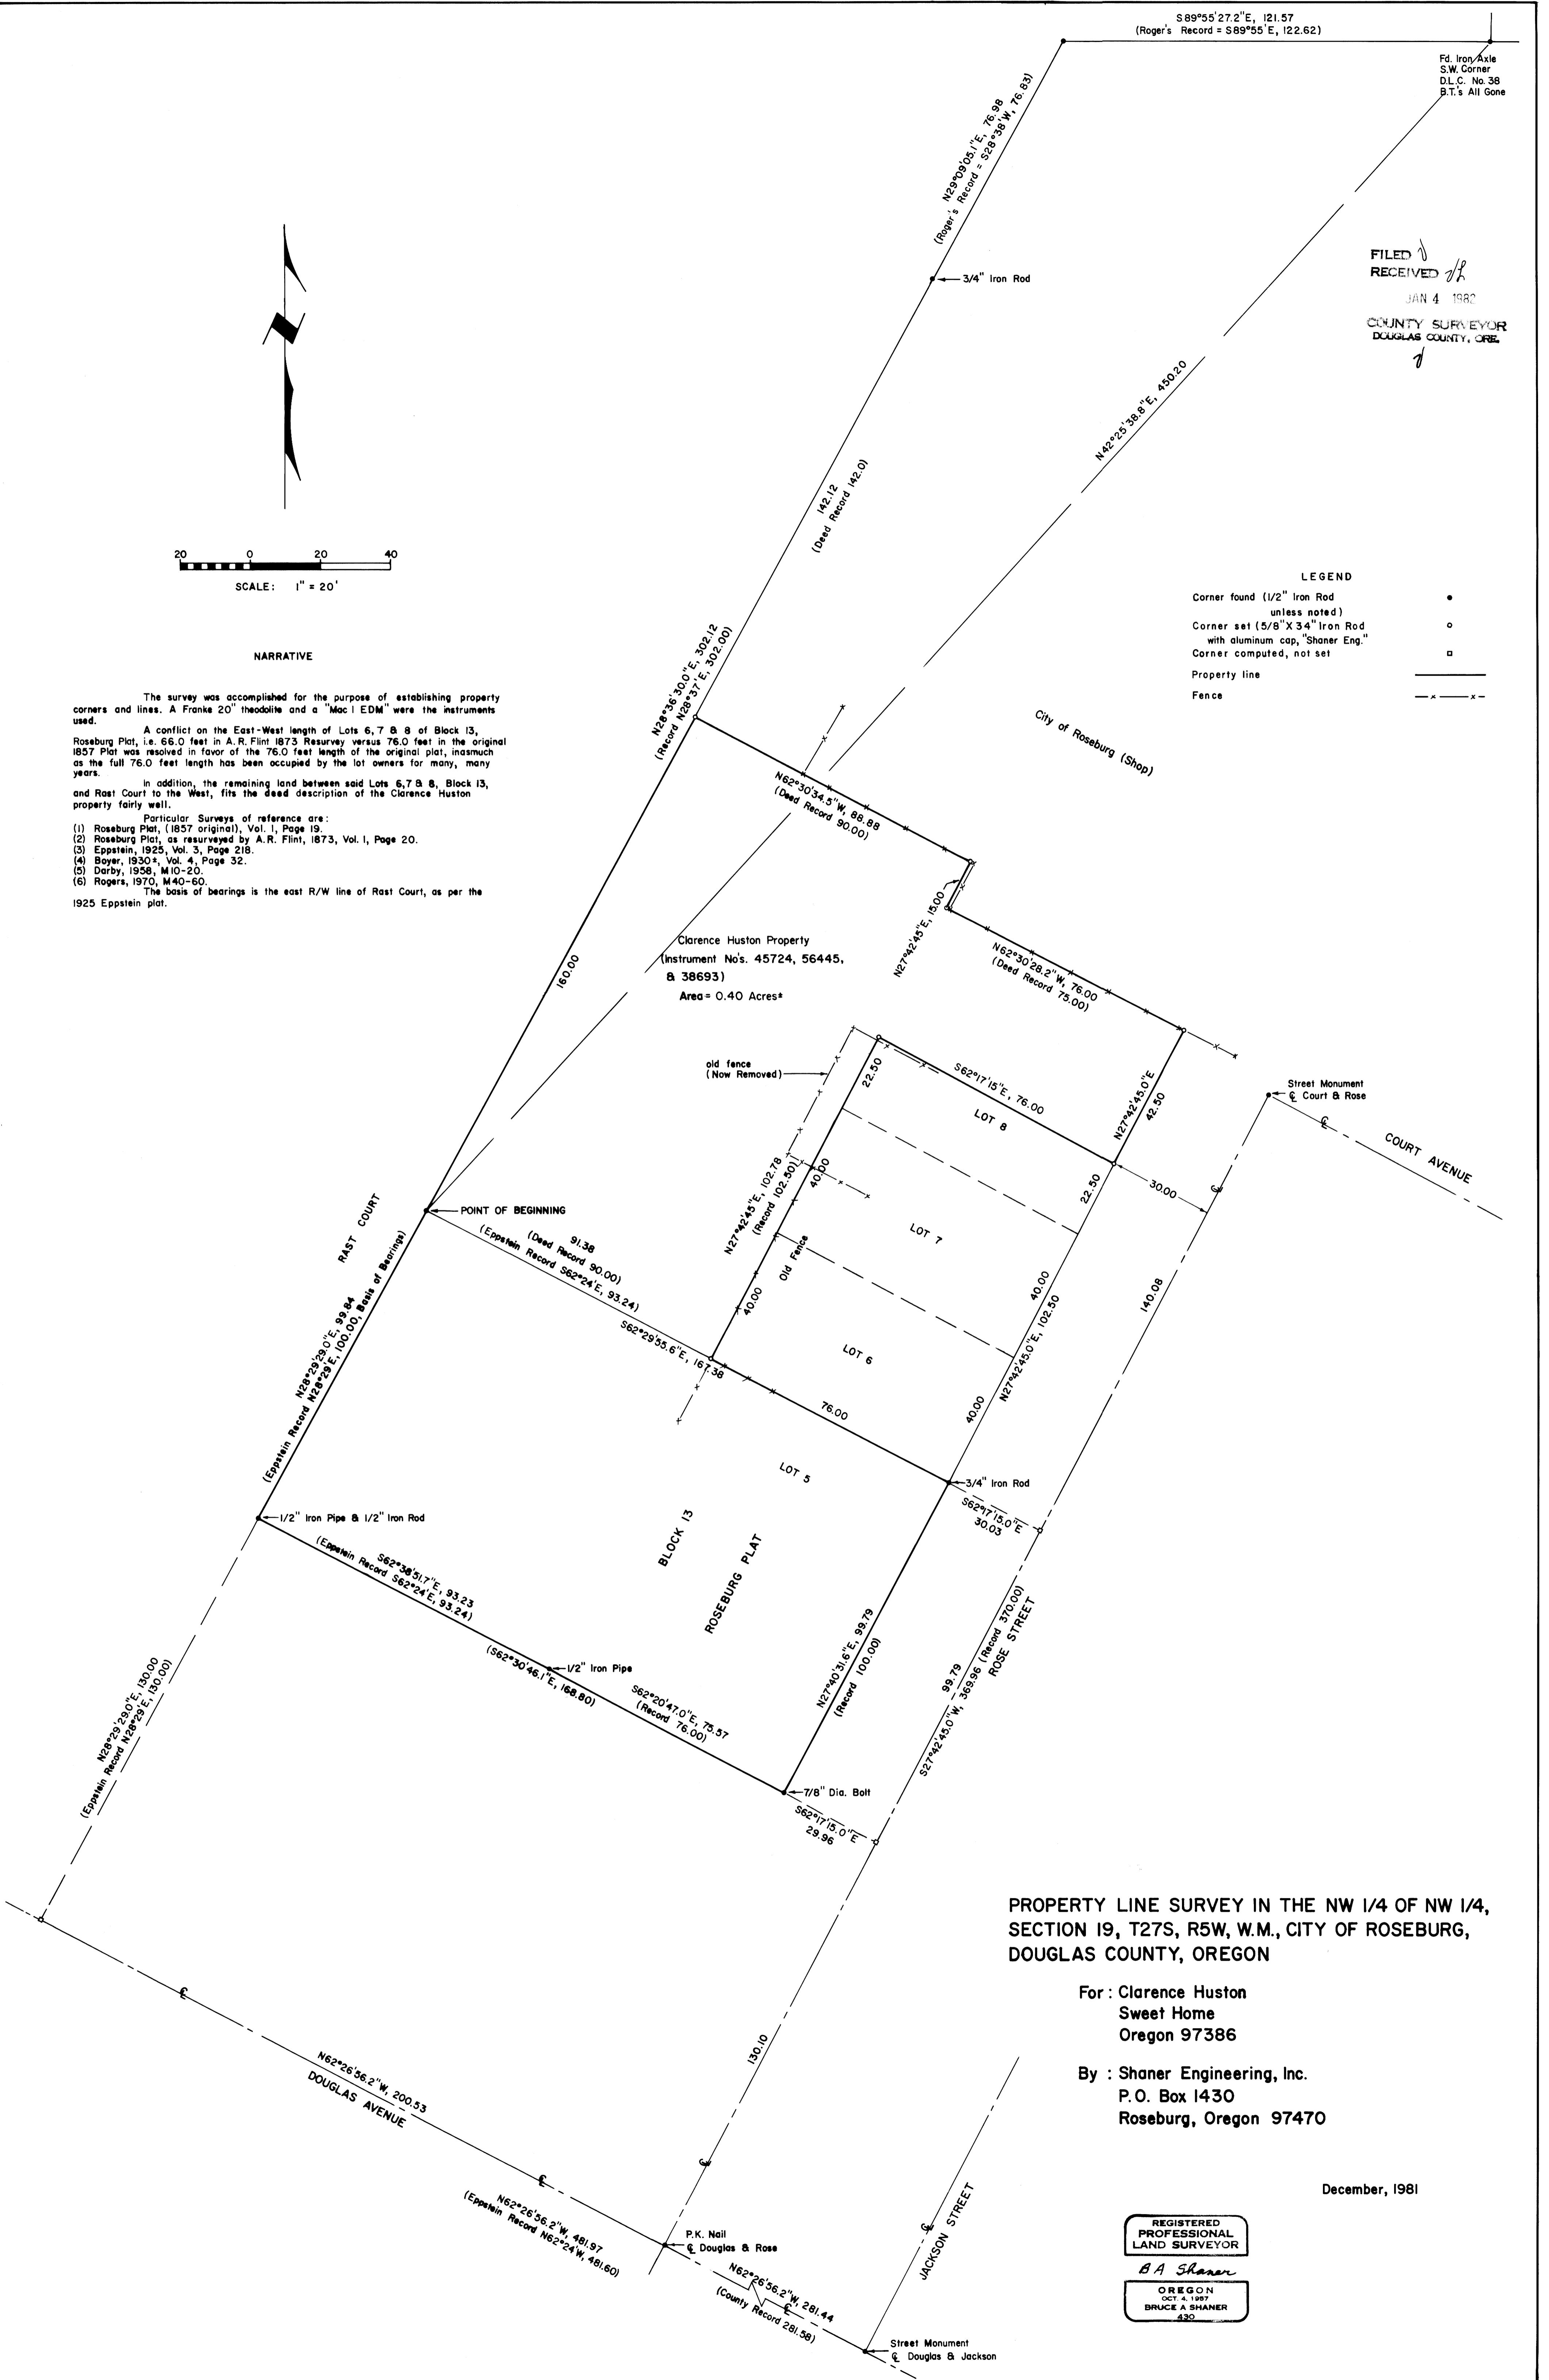 S89°55'27.2"E, 121.57
(Roger's Record = S89°55'E, 122.62)
Fd. Iron Axle
S.W. Corner
D.L.C. No. 38
B.T.'s All Gone
N29°09'05.1"E, 76.98
(Roger's Record = S28°38'W, 76.83)
3/4" Iron Rod
FILED
RECEIVED
JAN 4 1982
COUNTY SURVEYOR
DOUGLAS COUNTY, ORE.
N42°25'38.8"E, 450.20
142.12
(Deed Record 142.0)
20 0 20 40
SCALE: 1" = 20'
LEGEND
Corner found (1/2" Iron Rod
unless noted)
Corner set (5/8"X 34" Iron Rod
with aluminum cap, "Shaner Eng."
Corner computed, not set
Property line
Fence
NARRATIVE
The survey was accomplished for the purpose of establishing property
corners and lines. A Franke 20" theodolite and a "Mac I EDM" were the instruments
used.
A conflict on the East-West length of Lots 6, 7 & 8 of Block 13,
Roseburg Plat, i.e. 66.0 feet in A.R. Flint 1873 Resurvey versus 76.0 feet in the original
1857 Plat was resolved in favor of the 76.0 feet length of the original plat, inasmuch
as the full 76.0 feet length has been occupied by the lot owners for many, many
years.
In addition, the remaining land between said Lots 6,7 & 8, Block 13,
and Rast Court to the West, fits the deed description of the Clarence Huston
property fairly well.
Particular Surveys of reference are:
(1) Roseburg Plat, (1857 original), Vol. 1, Page 19.
(2) Roseburg Plat, as resurveyed by A.R. Flint, 1873, Vol. 1, Page 20.
(3) Eppstein, 1925, Vol. 3, Page 218.
(4) Boyer, 1930±, Vol. 4, Page 32.
(5) Darby, 1958, M10-20.
(6) Rogers, 1970, M40-60.
The basis of bearings is the east R/W line of Rast Court, as per the
1925 Eppstein plat.
N28°36'30.0"E, 302.12
(Record N28°37'E, 302.00)
City of Roseburg (Shop)
N62°30'34.5"W, 88.88
(Deed Record 90.00)
N27°42'45"E, 15.00
N62°30'28.2"W, 76.00
(Deed Record 75.00)
160.00
Clarence Huston Property
(Instrument No's. 45724, 56445,
& 38693)
Area = 0.40 Acres±
old fence
(Now Removed)
22.50
S62°17'15"E, 76.00
LOT 8
N27°42'45.0"E
42.50
Street Monument
℄ Court & Rose
℄
COURT AVENUE
30.00
℄
22.50
N27°42'45"E, 102.78
(Record 102.50)
40.00
LOT 7
Old Fence
40.00
140.08
RAST COURT
POINT OF BEGINNING
91.38
(Deed Record 90.00)
(Eppstein Record S62°24'E, 93.24)
S62°29'55.6"E, 167.38
40.00
LOT 6
N27°42'45.0"E, 102.50
N28°29'29.0"E, 99.84
(Eppstein Record N28°29'E, 100.00, Basis of Bearings)
76.00
40.00
LOT 5
3/4" Iron Rod
S62°17'15.0"E
30.03
1/2" Iron Pipe & 1/2" Iron Rod
BLOCK 13
ROSEBURG PLAT
S62°38'51.7"E, 93.23
(Eppstein Record S62°24'E, 93.24)
N27°40'31.6"E, 99.79
(Record 100.00)
99.79
S27°42'45.0"W, 369.96 (Record 370.00)
ROSE STREET
1/2" Iron Pipe
(S62°30'46.1"E, 168.80)
S62°20'47.0"E, 75.57
(Record 76.00)
N28°29'29.0"E, 130.00
(Eppstein Record N28°29'E, 130.00)
7/8" Dia. Bolt
S62°17'15.0"E
29.96
PROPERTY LINE SURVEY IN THE NW 1/4 OF NW 1/4,
SECTION 19, T27S, R5W, W.M., CITY OF ROSEBURG,
DOUGLAS COUNTY, OREGON
For : Clarence Huston
Sweet Home
Oregon 97386
By : Shaner Engineering, Inc.
P.O. Box 1430
Roseburg, Oregon 97470
℄
130.10
N62°26'56.2"W, 200.53
DOUGLAS AVENUE
℄
℄
N62°26'56.2"W, 481.97
(Eppstein Record N62°24'W, 481.60)
P.K. Nail
℄ Douglas & Rose
℄
JACKSON STREET
N62°26'56.2"W, 281.44
℄
(County Record 281.58)
Street Monument
℄ Douglas & Jackson
December, 1981
REGISTERED
PROFESSIONAL
LAND SURVEYOR
B A Shaner
OREGON
OCT. 4, 1957
BRUCE A SHANER
430